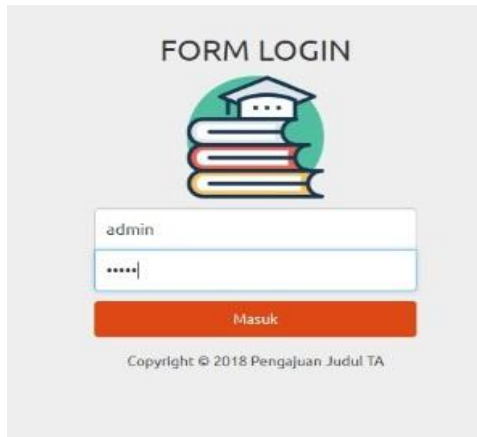 FORM LOGIN
admin
•••••
Masuk
Copyright © 2018 Pengajuan Judul TA